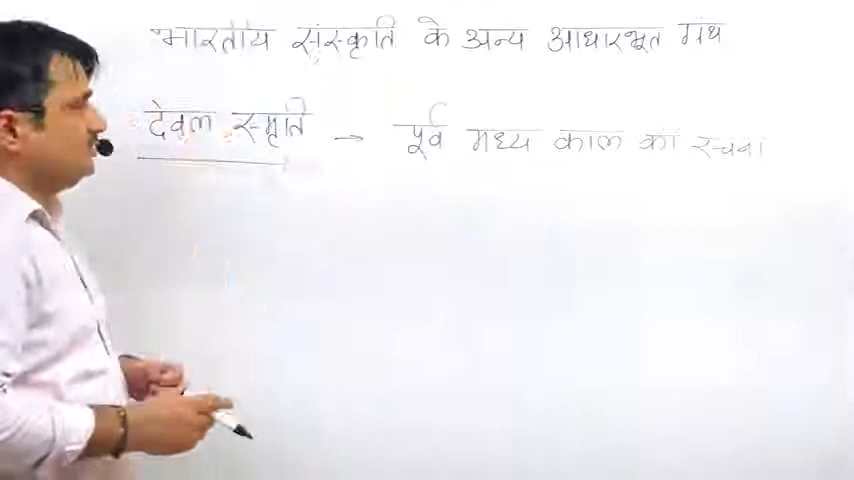 भारतीय संस्कृति के अन्य आधारभूत ग्रंथ
देवल स्मृति → पूर्व मध्य काल की रचना